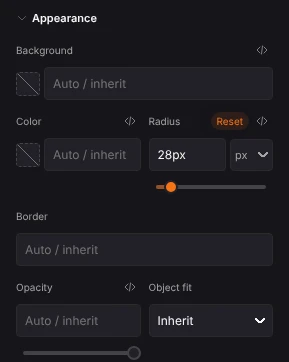 Appearance
Background </>
Auto / inherit
Color </> Radius Reset </>
Auto / inherit 28px px
Border
Auto / inherit
Opacity </> Object fit
Auto / inherit Inherit